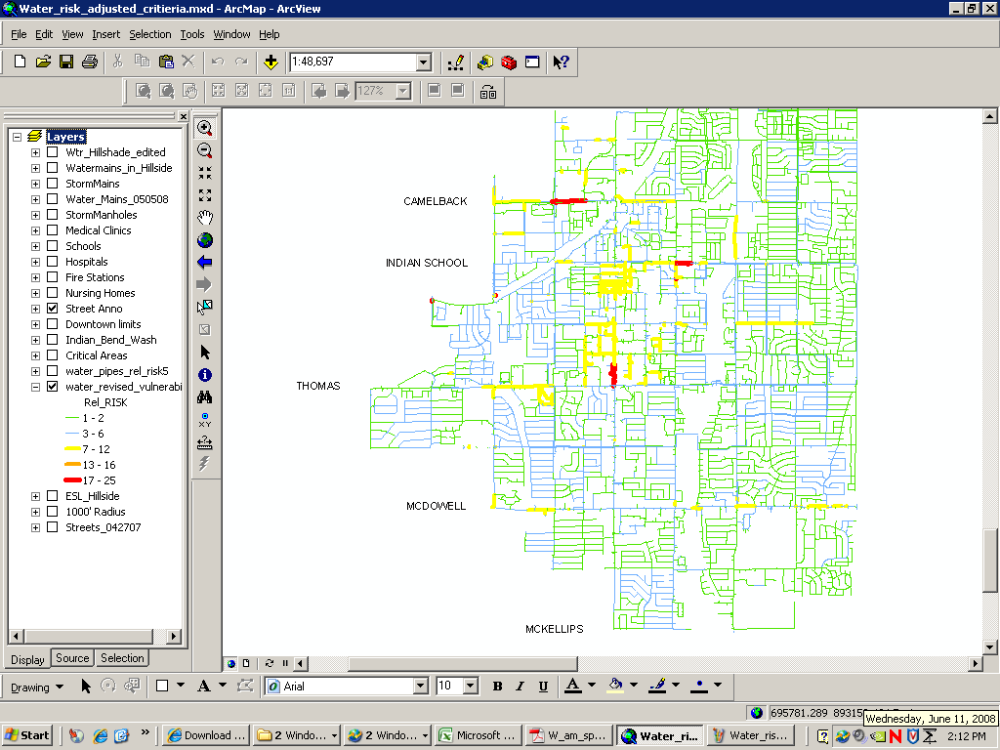 Water_risk_adjusted_critieria.mxd - ArcMap - ArcView
File Edit View Insert Selection Tools Window Help
1:48,697
127%
Layers
Wtr_Hillshade_edited
Watermains_in_Hillside
StormMains
Water_Mains_050508
StormManholes
Medical Clinics
Schools
Hospitals
Fire Stations
Nursing Homes
Street Anno
Downtown limits
Indian_Bend_Wash
Critical Areas
water_pipes_rel_risk5
water_revised_vulnerabi
Rel_RISK
1 - 2
3 - 6
7 - 12
13 - 16
17 - 25
ESL_Hillside
1000' Radius
Streets_042707
CAMELBACK
INDIAN SCHOOL
THOMAS
MCDOWELL
MCKELLIPS
Display Source Selection
Drawing A Arial 10 B I U A
695781.289 89315
Wednesday, June 11, 2008
Start » Download ... 2 Windo... 2 Windo... Microsoft ... W_am_sp... Water_ri... Water_ris... 2:12 PM